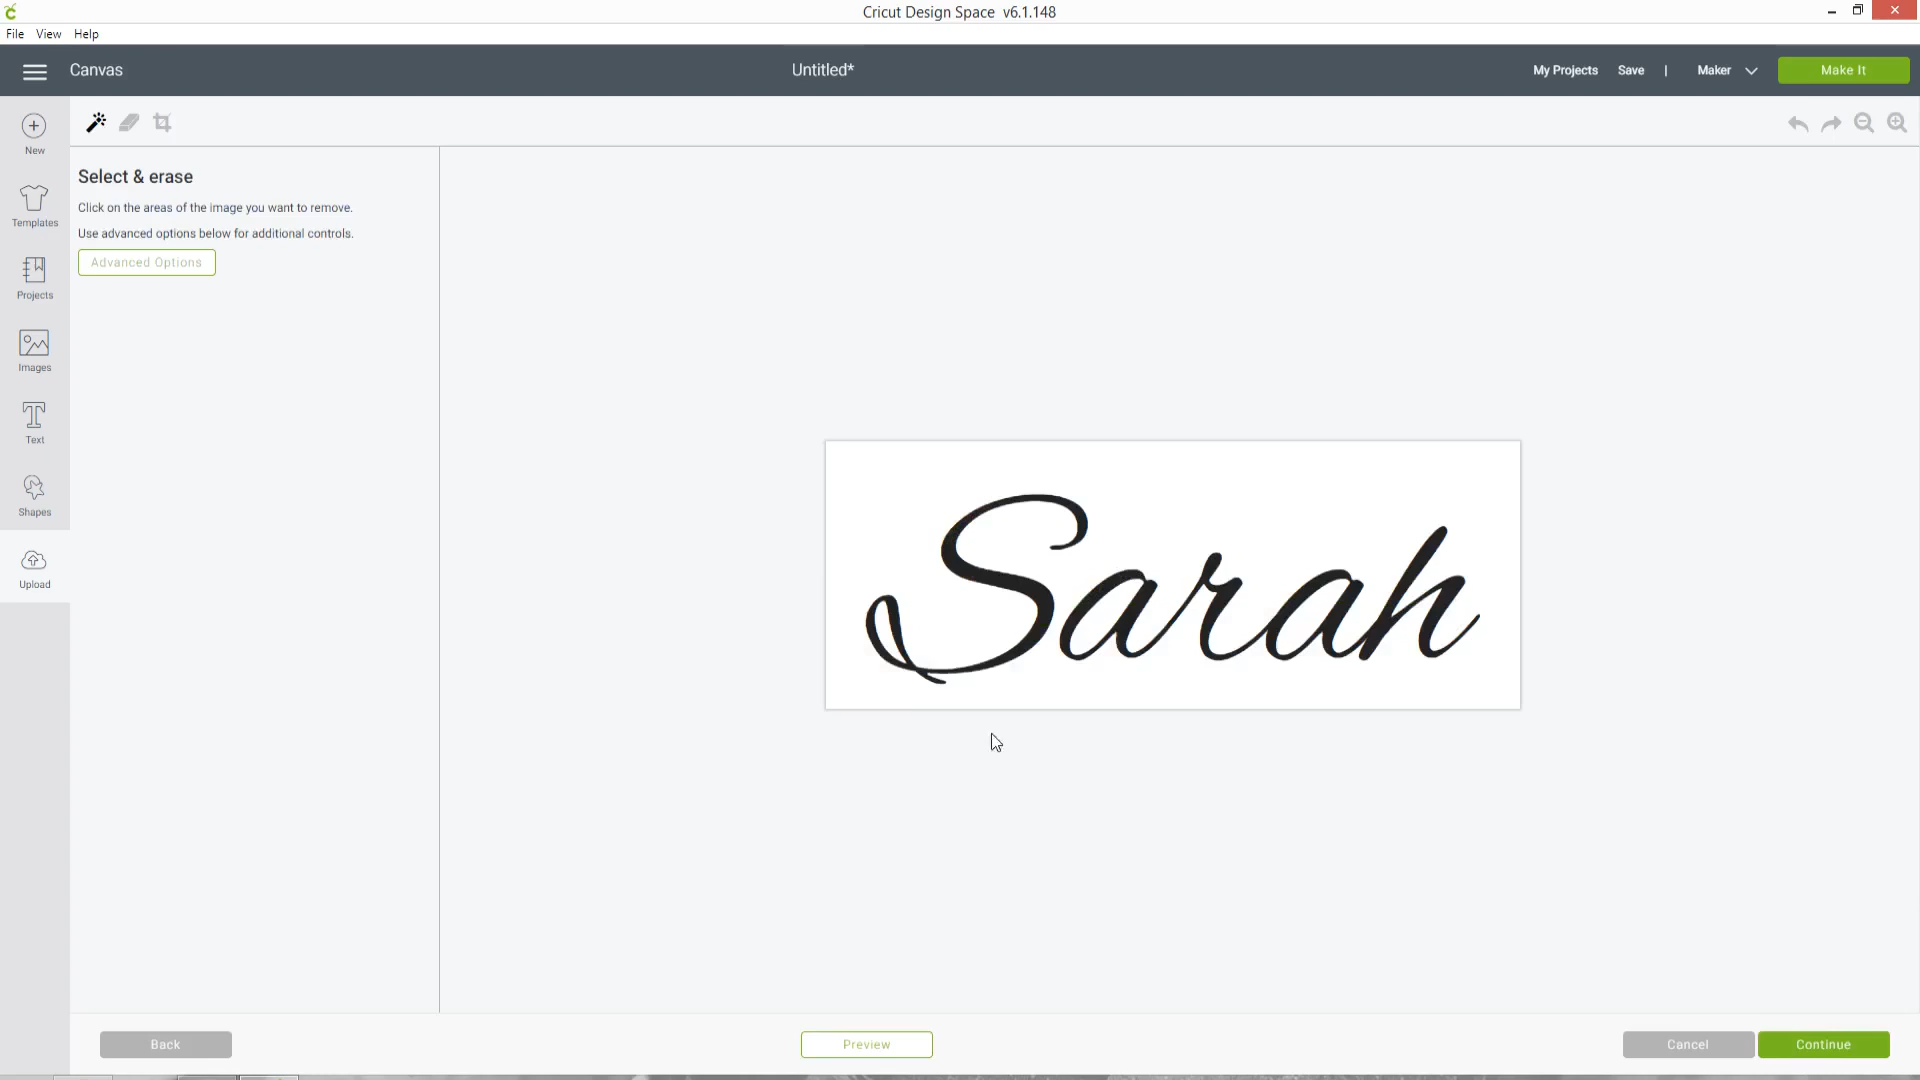 Cricut Design Space v6.1.148
File View Help
Canvas
Untitled*
My Projects Save | Maker Make It
New
Templates
Projects
Images
Text
Shapes
Upload
Select & erase
Click on the areas of the image you want to remove.
Use advanced options below for additional controls.
Advanced Options
Sarah
Back
Preview
Cancel
Continue